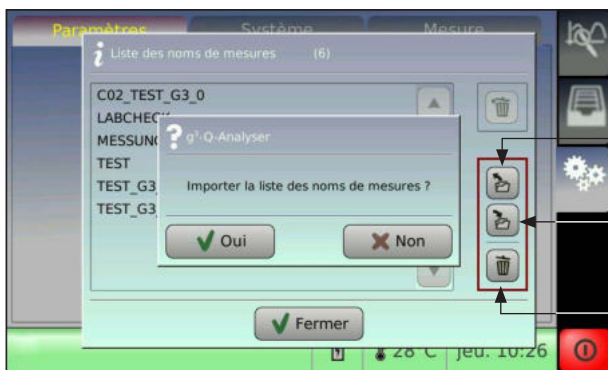 Paramètres Système Mesure
Liste des noms de mesures (6)
C02_TEST_G3_0
LABCHECK
MESSUNG
g³-Q-Analyser
TEST
TEST_G3
Importer la liste des noms de mesures ?
TEST_G3
Oui Non
Fermer
28°C jeu. 10:26